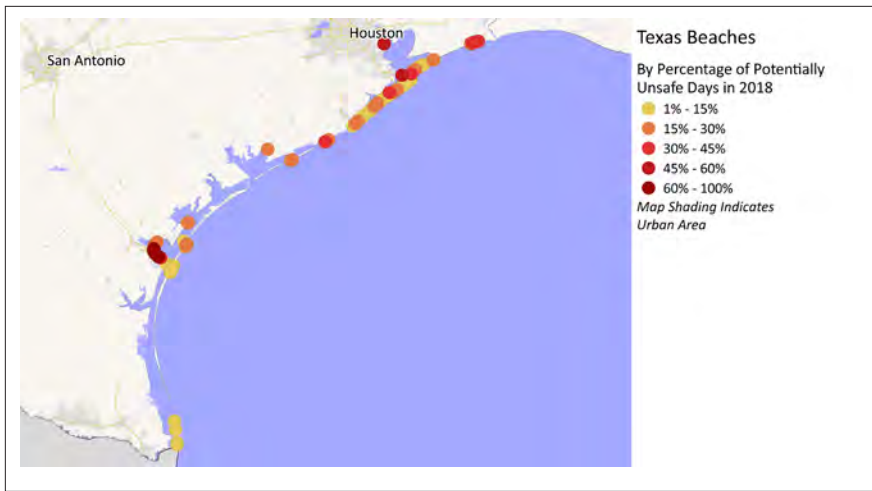 Houston
San Antonio
Texas Beaches
By Percentage of Potentially
Unsafe Days in 2018
1% - 15%
15% - 30%
30% - 45%
45% - 60%
60% - 100%
Map Shading Indicates
Urban Area